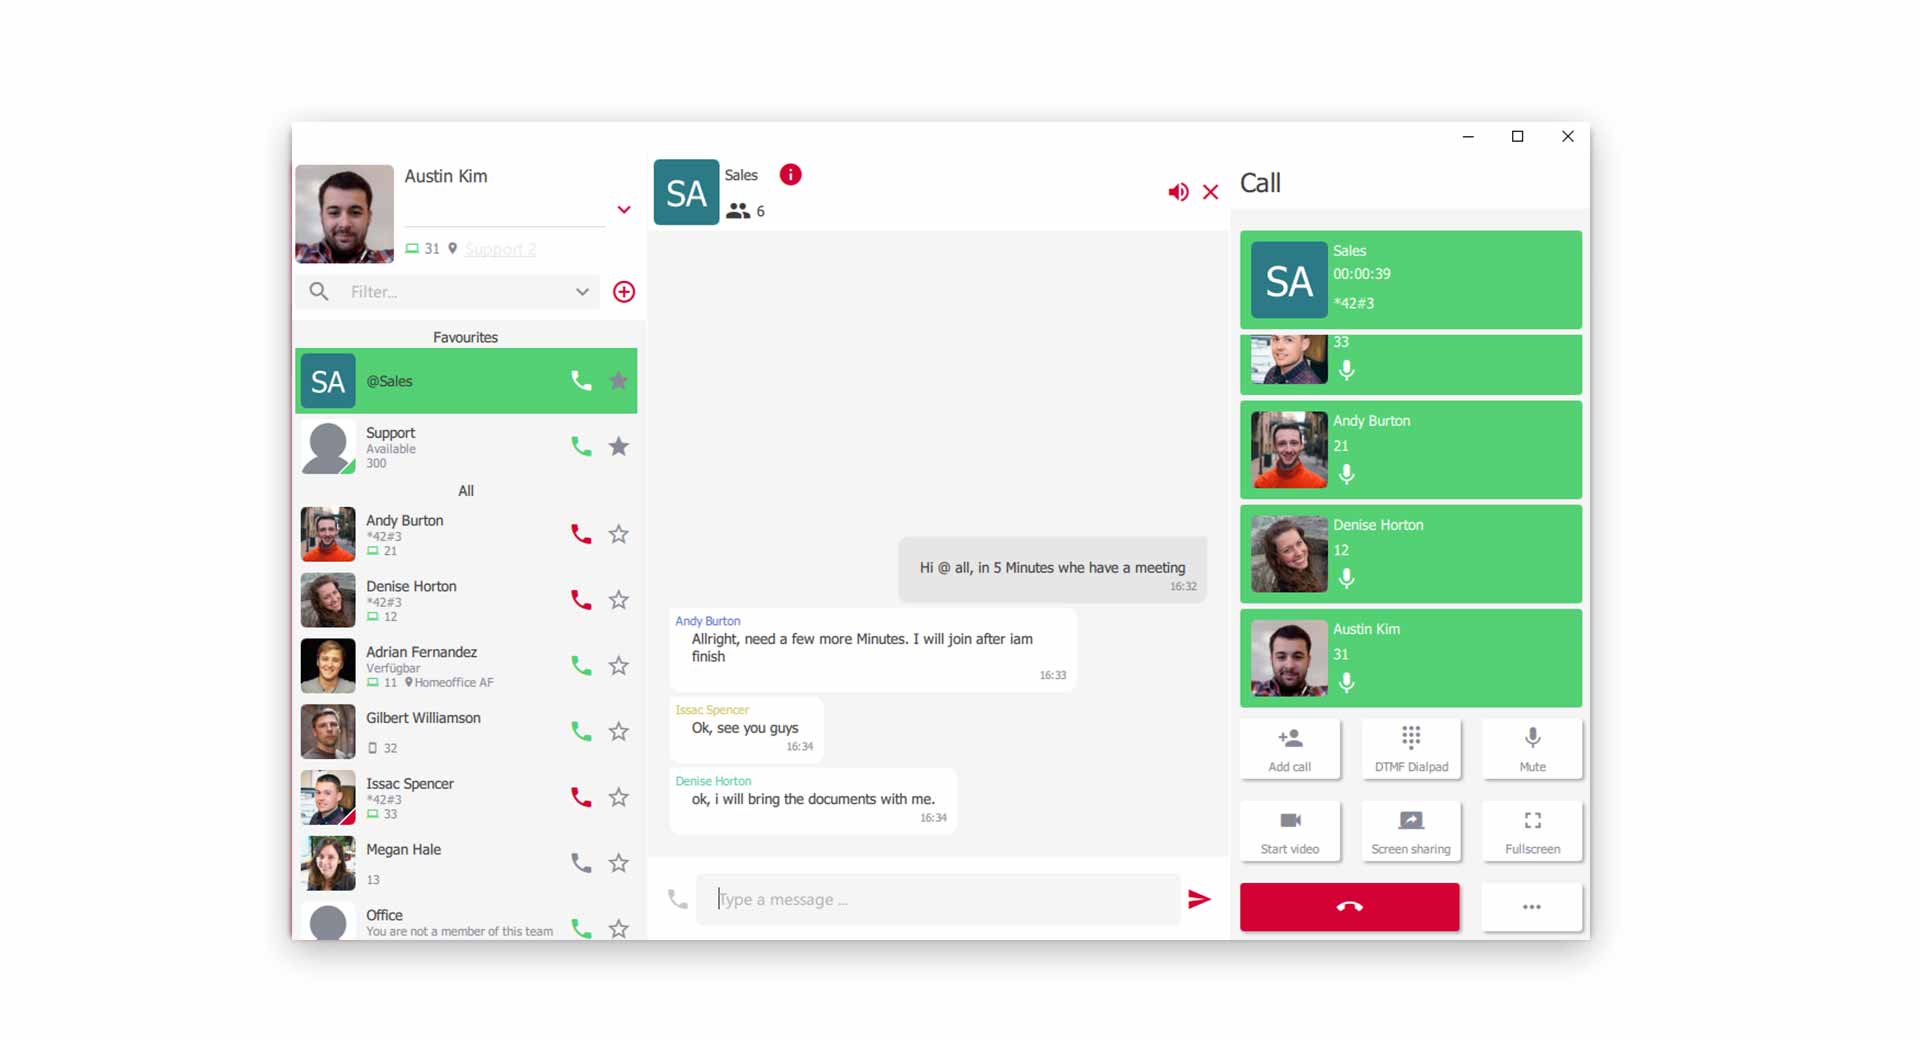 Austin Kim
31 Support 2
Filter...
Favourites
SA @Sales
Support
Available
300
All
Andy Burton
*42#3
21
Denise Horton
*42#3
12
Adrian Fernandez
Verfügbar
11 Homeoffice AF
Gilbert Williamson
32
Issac Spencer
*42#3
33
Megan Hale
13
Office
You are not a member of this team
SA
Sales
6
Hi @ all, in 5 Minutes whe have a meeting
16:32
Andy Burton
Allright, need a few more Minutes. I will join after iam
finish
16:33
Issac Spencer
Ok, see you guys
16:34
Denise Horton
ok, i will bring the documents with me.
16:34
Type a message ...
Call
SA
Sales
00:00:39
*42#3
33
Andy Burton
21
Denise Horton
12
Austin Kim
31
Add call
DTMF Dialpad
Mute
Start video
Screen sharing
Fullscreen